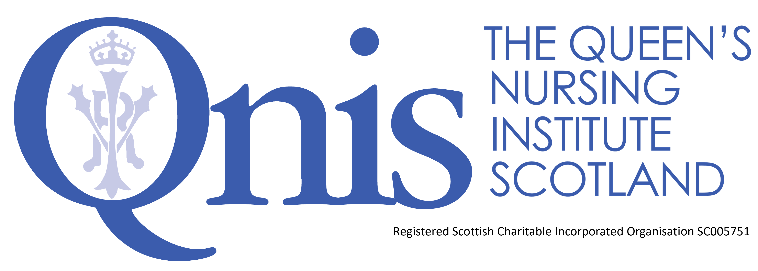 Qnis
THE QUEEN'S
NURSING
INSTITUTE
SCOTLAND
Registered Scottish Charitable Incorporated Organisation SC005751